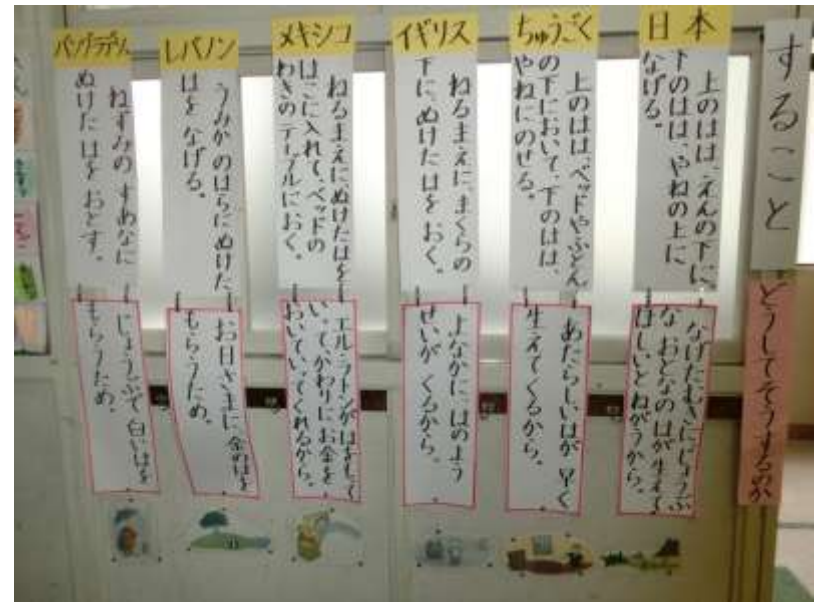 すること
どうしてそうするのか
日本
上のはは、えんの下に、
下のはは、やねの上に
なげる。
なげたむきにじょうぶ
な おとなのはが生えて
ほしいとねがうから。
ちゅうごく
上のはは、ベッドやふとん
の下において、下のはは、
やねにのせる。
あたらしいはが 早く
生えてくるから。
イギリス
ねるまえに、まくらの
下に、ぬけた はを おく。
よなかに、はのよう
せいが くるから。
メキシコ
ねるまえに、ぬけたはを
はこに入れて、ベッドの
わきのテーブルにおく。
エル・ラトンが はをもって
いって、かわりにお金を
おいていってくれるから。
レバノン
うみか のはらに ぬけた
はを なげる。
お日さまに 金のはを
もらうため。
バングラデシュ
ねずみの すあなに
ぬけた はを おとす。
じょうぶで 白いはを
もらうため。